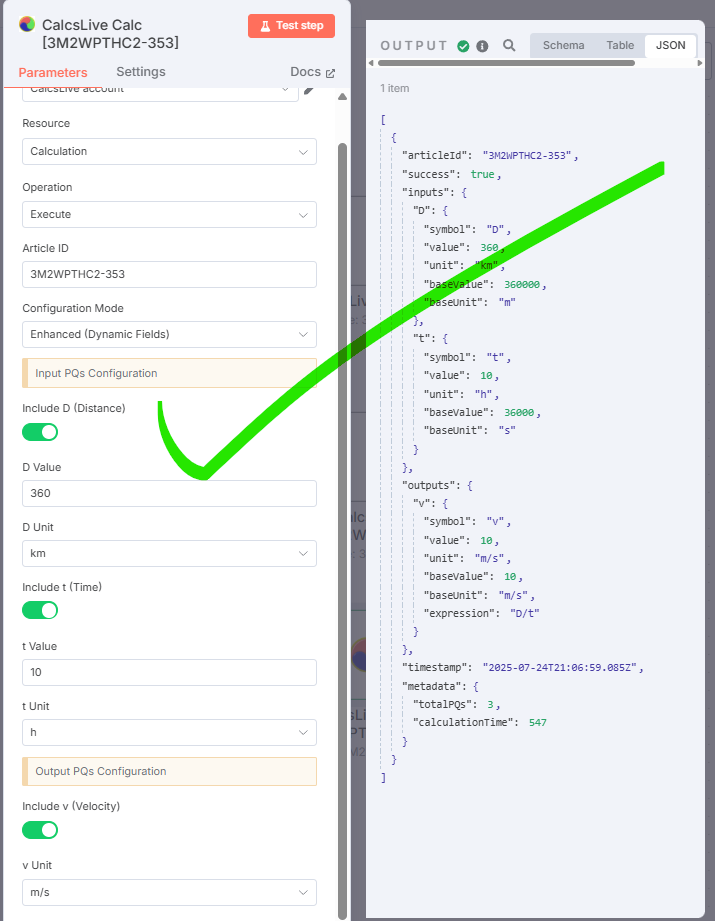 CalcsLive Calc
[3M2WPTHC2-353]
Test step
Parameters
Settings
Docs
CalcsLive account
Resource
Calculation
Operation
Execute
Article ID
3M2WPTHC2-353
Configuration Mode
Enhanced (Dynamic Fields)
Input PQs Configuration
Include D (Distance)
D Value
360
D Unit
km
Include t (Time)
t Value
10
t Unit
h
Output PQs Configuration
Include v (Velocity)
v Unit
m/s
OUTPUT
Schema
Table
JSON
1 item
[
{
"articleId": "3M2WPTHC2-353",
"success": true,
"inputs": {
"D": {
"symbol": "D",
"value": 360,
"unit": "km",
"baseValue": 360000,
"baseUnit": "m"
},
"t": {
"symbol": "t",
"value": 10,
"unit": "h",
"baseValue": 36000,
"baseUnit": "s"
}
},
"outputs": {
"v": {
"symbol": "v",
"value": 10,
"unit": "m/s",
"baseValue": 10,
"baseUnit": "m/s",
"expression": "D/t"
}
},
"timestamp": "2025-07-24T21:06:59.085Z",
"metadata": {
"totalPQs": 3,
"calculationTime": 547
}
}
]